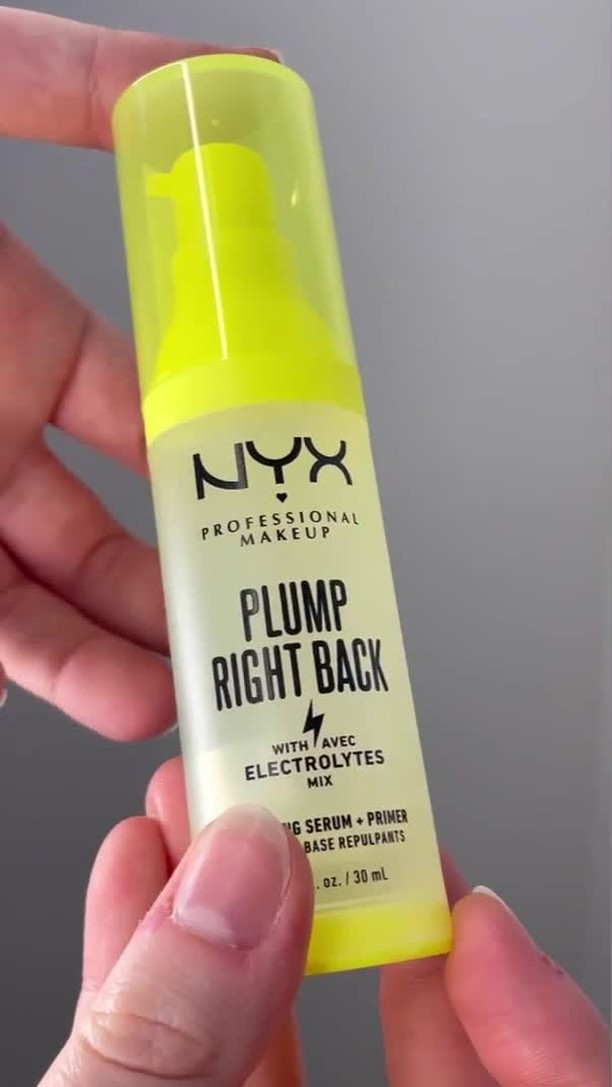 NYX
PROFESSIONAL
MAKEUP
PLUMP
RIGHT BACK
WITH AVEC
ELECTROLYTES
MIX
SERUM + PRIMER
BASE REPULPANTS
oz. / 30 mL